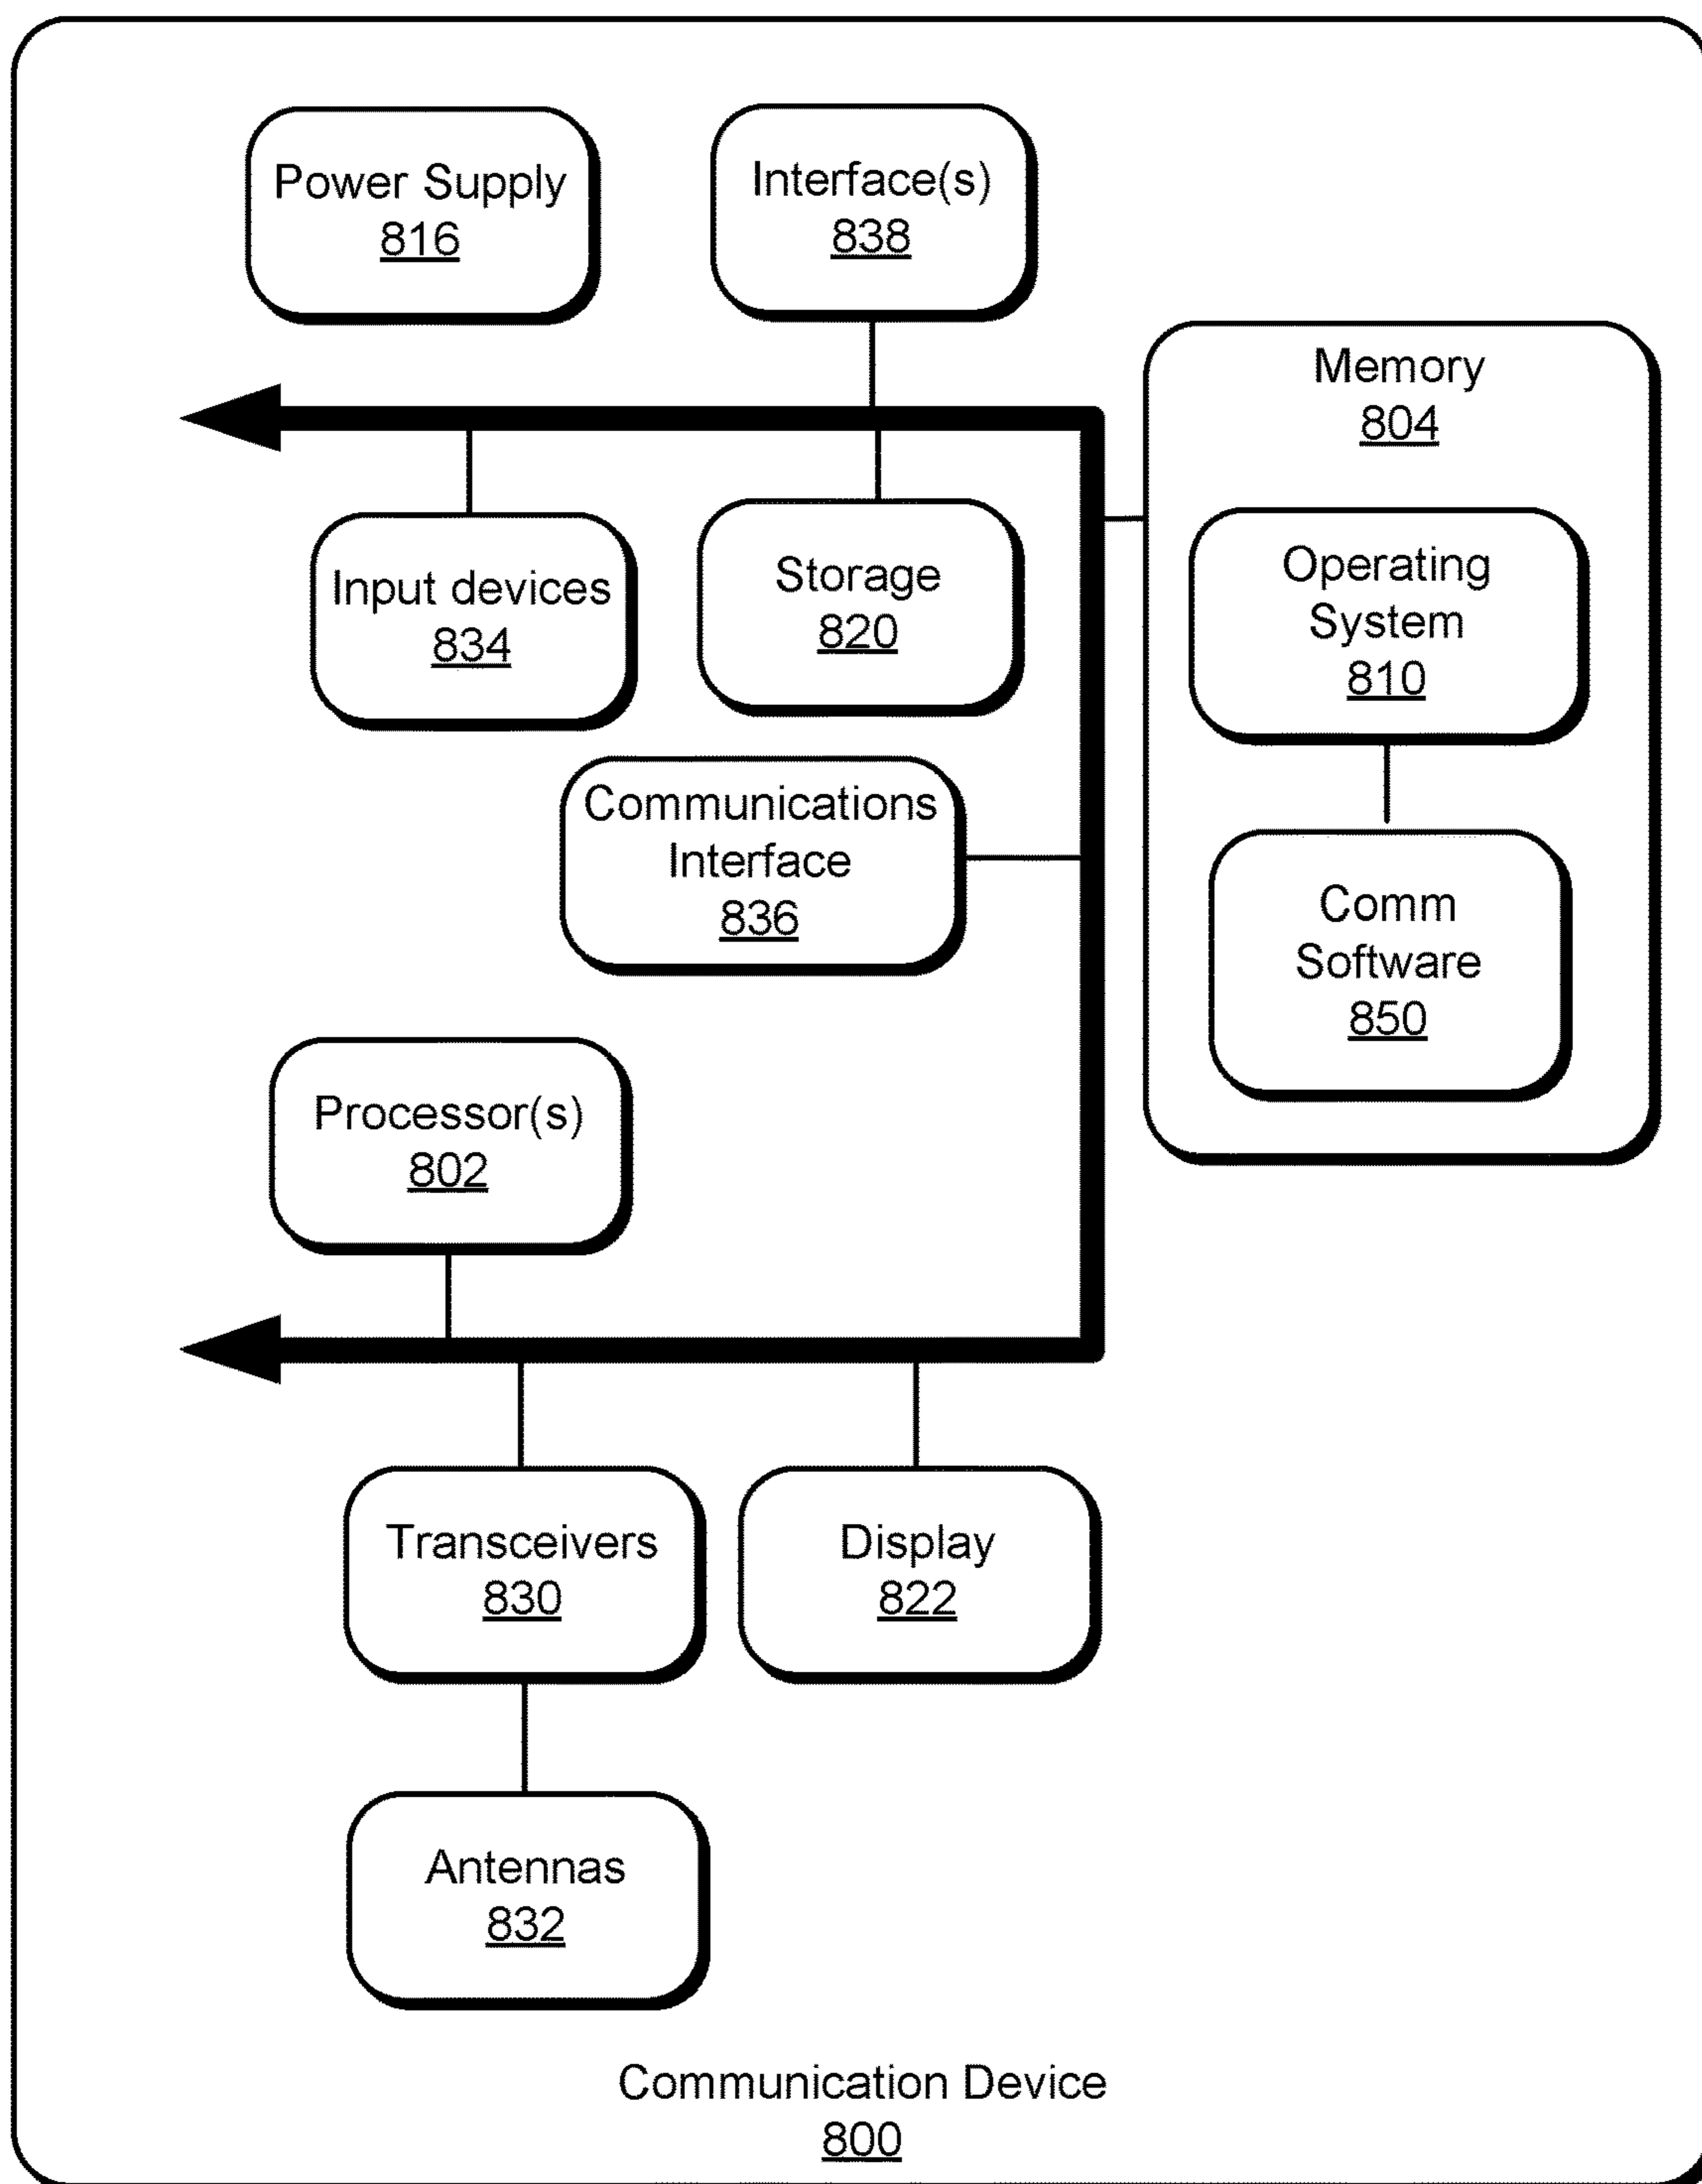 Power Supply
816
Interface(s)
838
Memory
804
Input devices
834
Storage
820
Operating
System
810
Communications
Interface
836
Comm
Software
850
Processor(s)
802
Transceivers
830
Display
822
Antennas
832
Communication Device
800